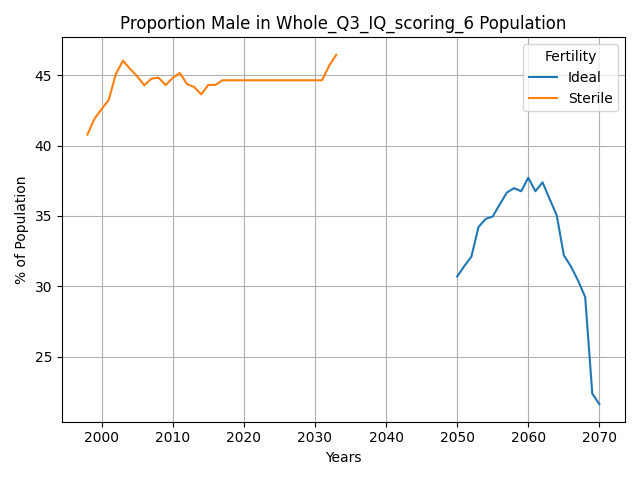 Proportion Male in Whole_Q3_IQ_scoring_6 Population
Fertility
Ideal
Sterile
% of Population
45
40
35
30
25
2000 2010 2020 2030 2040 2050 2060 2070
Years